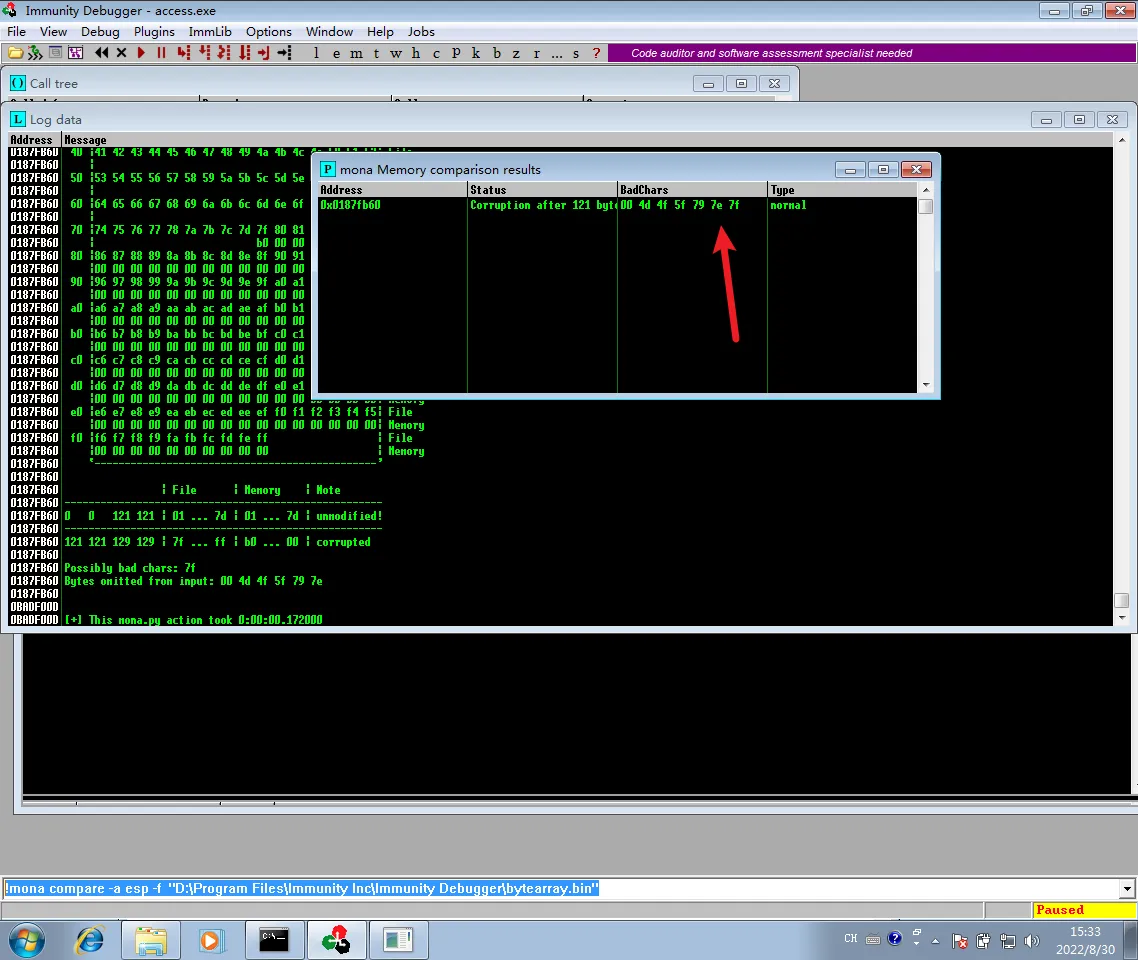 Immunity Debugger - access.exe
File View Debug Plugins ImmLib Options Window Help Jobs
l e m t w h c P k b z r ... s ?
Code auditor and software assessment specialist needed
Call tree
Log data
Address Message
0187FB60 40 ¦41 42 43 44 45 46 47 48 49 4a 4b 4c
0187FB60 ¦
0187FB60 50 ¦53 54 55 56 57 58 59 5a 5b 5c 5d 5e
0187FB60 ¦
0187FB60 60 ¦64 65 66 67 68 69 6a 6b 6c 6d 6e 6f
0187FB60 ¦
0187FB60 70 ¦74 75 76 77 78 7a 7b 7c 7d 7f 80 81
0187FB60 ¦ b0 00 00
0187FB60 80 ¦86 87 88 89 8a 8b 8c 8d 8e 8f 90 91
0187FB60 ¦00 00 00 00 00 00 00 00 00 00 00 00
0187FB60 90 ¦96 97 98 99 9a 9b 9c 9d 9e 9f a0 a1
0187FB60 ¦00 00 00 00 00 00 00 00 00 00 00 00
0187FB60 a0 ¦a6 a7 a8 a9 aa ab ac ad ae af b0 b1
0187FB60 ¦00 00 00 00 00 00 00 00 00 00 00 00
0187FB60 b0 ¦b6 b7 b8 b9 ba bb bc bd be bf c0 c1
0187FB60 ¦00 00 00 00 00 00 00 00 00 00 00 00
0187FB60 c0 ¦c6 c7 c8 c9 ca cb cc cd ce cf d0 d1
0187FB60 ¦00 00 00 00 00 00 00 00 00 00 00 00
0187FB60 d0 ¦d6 d7 d8 d9 da db dc dd de df e0 e1
0187FB60 ¦00 00 00 00 00 00 00 00 00 00 00 00 00 00 00 00¦ Memory
0187FB60 e0 ¦e6 e7 e8 e9 ea eb ec ed ee ef f0 f1 f2 f3 f4 f5¦ File
0187FB60 ¦00 00 00 00 00 00 00 00 00 00 00 00 00 00 00 00¦ Memory
0187FB60 f0 ¦f6 f7 f8 f9 fa fb fc fd fe ff ¦ File
0187FB60 ¦00 00 00 00 00 00 00 00 00 00 ¦ Memory
0187FB60 `-----------------------------------------------'
0187FB60
0187FB60 ¦ File ¦ Memory ¦ Note
0187FB60 -----------------------------------------------------
0187FB60 0 0 121 121 ¦ 01 ... 7d ¦ 01 ... 7d ¦ unmodified!
0187FB60 -----------------------------------------------------
0187FB60 121 121 129 129 ¦ 7f ... ff ¦ b0 ... 00 ¦ corrupted
0187FB60
0187FB60 Possibly bad chars: 7f
0187FB60 Bytes omitted from input: 00 4d 4f 5f 79 7e
0187FB60
0BADF00D
0BADF00D [+] This mona.py action took 0:00:00.172000
mona Memory comparison results
Address Status BadChars Type
0x0187fb60 Corruption after 121 byte 00 4d 4f 5f 79 7e 7f normal
!mona compare -a esp -f "D:\Program Files\Immunity Inc\Immunity Debugger\bytearray.bin"
Paused
CH
15:33
2022/8/30